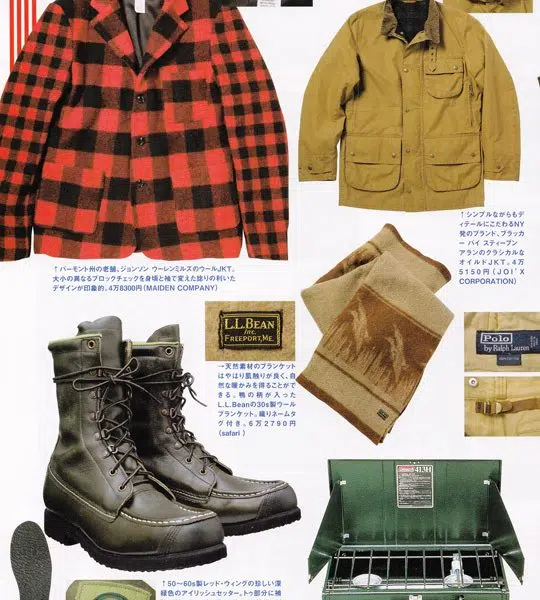 ↑シンプルながらもデ
ィテールにこだわるNY
発のブランド、ブラッカ
ー バイ スティーブン
アランのクラシカルな
オイルドJKT。4万
5150円(JOI'X
CORPORATION)
↑バーモント州の老舗、ジョンソン ウーレンミルズのウールJKT。
大小の異なるブロックチェックを身頃と袖で変えた捻りの利いた
デザインが印象的。4万8300円(MAIDEN COMPANY)
L.L.BEAN
Inc.
FREEPORT, ME.
→天然素材のブランケット
はやはり肌触りが良く、自
然な暖かみを得ることがで
きる。鴨の柄が入った
L.L.Beanの30s製ウール
ブランケット。織りネームタ
グ付き。6万2790円
(safari)
Polo
by Ralph Lauren
Coleman
413H
↑50〜60s製レッド・ウィングの珍しい深
緑色のアイリッシュセッター。トゥ部分に補